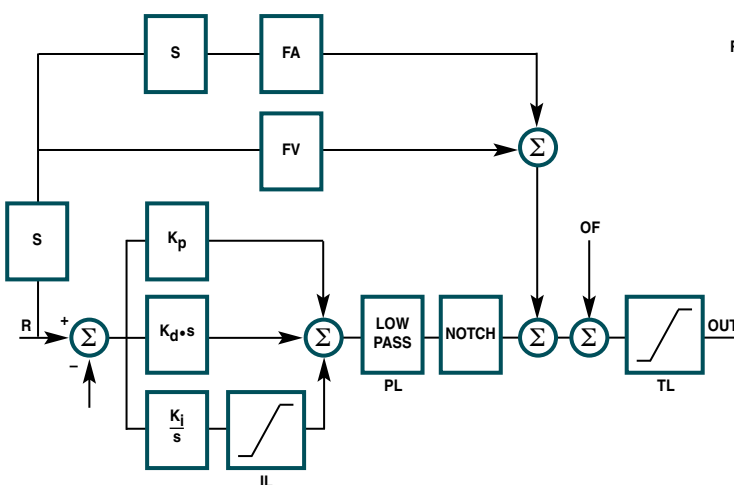 S
FA
F
FV
Σ
S
Kp
OF
R
+
Σ
−
Kd•s
Σ
LOW
PASS
NOTCH
Σ
Σ
OUT
PL
TL
Ki
s
IL